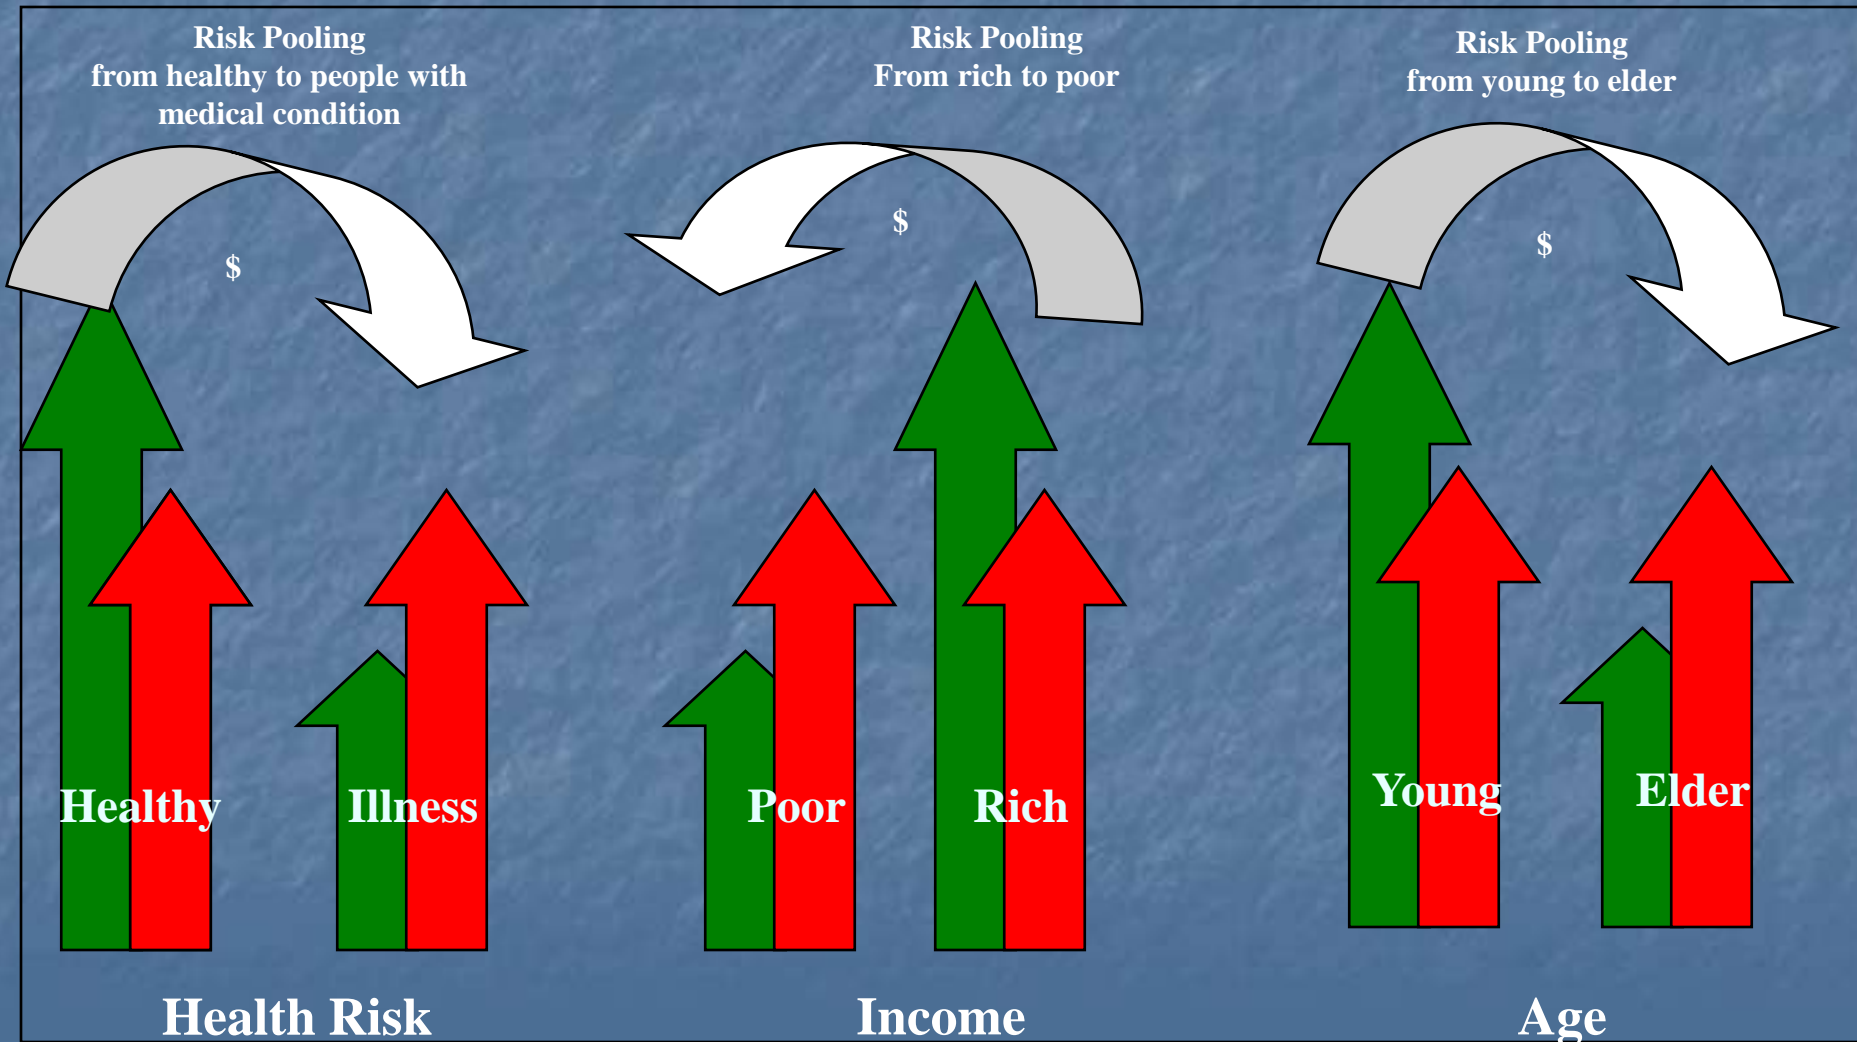 Risk Pooling
from healthy to people with
medical condition
$
Healthy
Illness
Health Risk
Risk Pooling
From rich to poor
$
Poor
Rich
Income
Risk Pooling
from young to elder
$
Young
Elder
Age